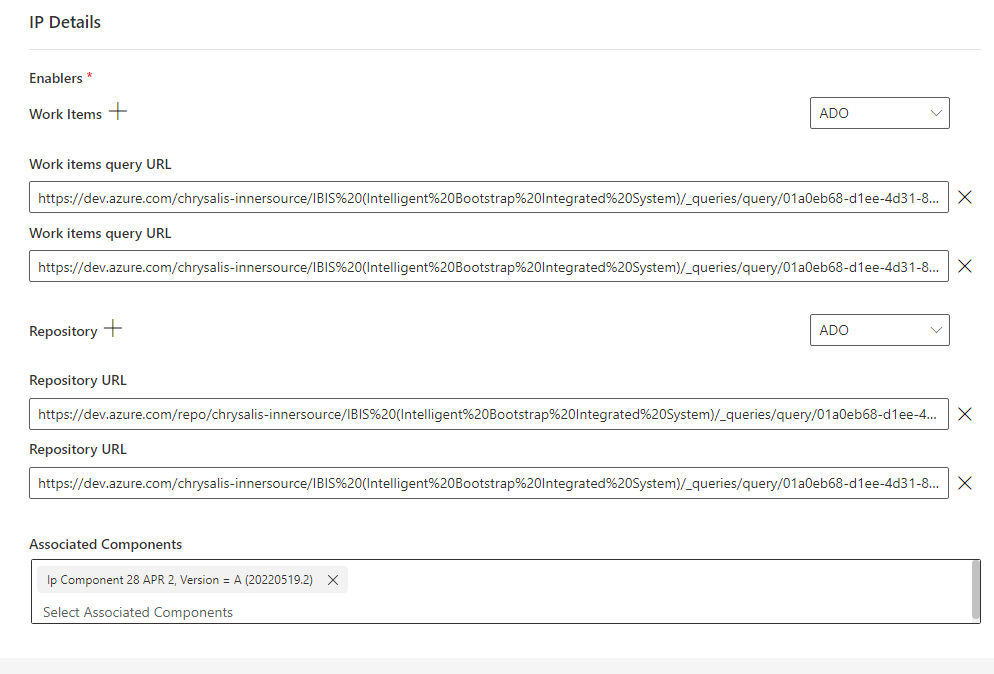 IP Details
Enablers *
Work Items
ADO
Work items query URL
https://dev.azure.com/chrysalis-innersource/IBIS%20(Intelligent%20Bootstrap%20Integrated%20System)/_queries/query/01a0eb68-d1ee-4d31-8...
Work items query URL
https://dev.azure.com/chrysalis-innersource/IBIS%20(Intelligent%20Bootstrap%20Integrated%20System)/_queries/query/01a0eb68-d1ee-4d31-8...
Repository
ADO
Repository URL
https://dev.azure.com/repo/chrysalis-innersource/IBIS%20(Intelligent%20Bootstrap%20Integrated%20System)/_queries/query/01a0eb68-d1ee-4...
Repository URL
https://dev.azure.com/chrysalis-innersource/IBIS%20(Intelligent%20Bootstrap%20Integrated%20System)/_queries/query/01a0eb68-d1ee-4d31-8...
Associated Components
Ip Component 28 APR 2, Version = A (20220519.2)
Select Associated Components